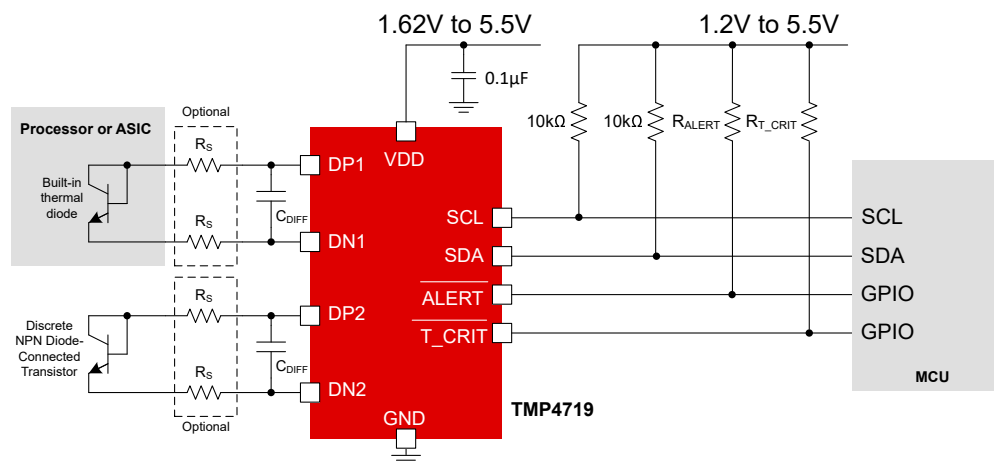 1.62V to 5.5V
1.2V to 5.5V
0.1µF
Optional
Processor or ASIC
Built-in
thermal
diode
RS
RS
CDIFF
10kΩ
10kΩ
RALERT
RT_CRIT
VDD
DP1
DN1
SCL
SDA
ALERT
T_CRIT
DP2
DN2
GND
TMP4719
SCL
SDA
GPIO
GPIO
MCU
Discrete
NPN Diode-
Connected
Transistor
RS
RS
CDIFF
Optional